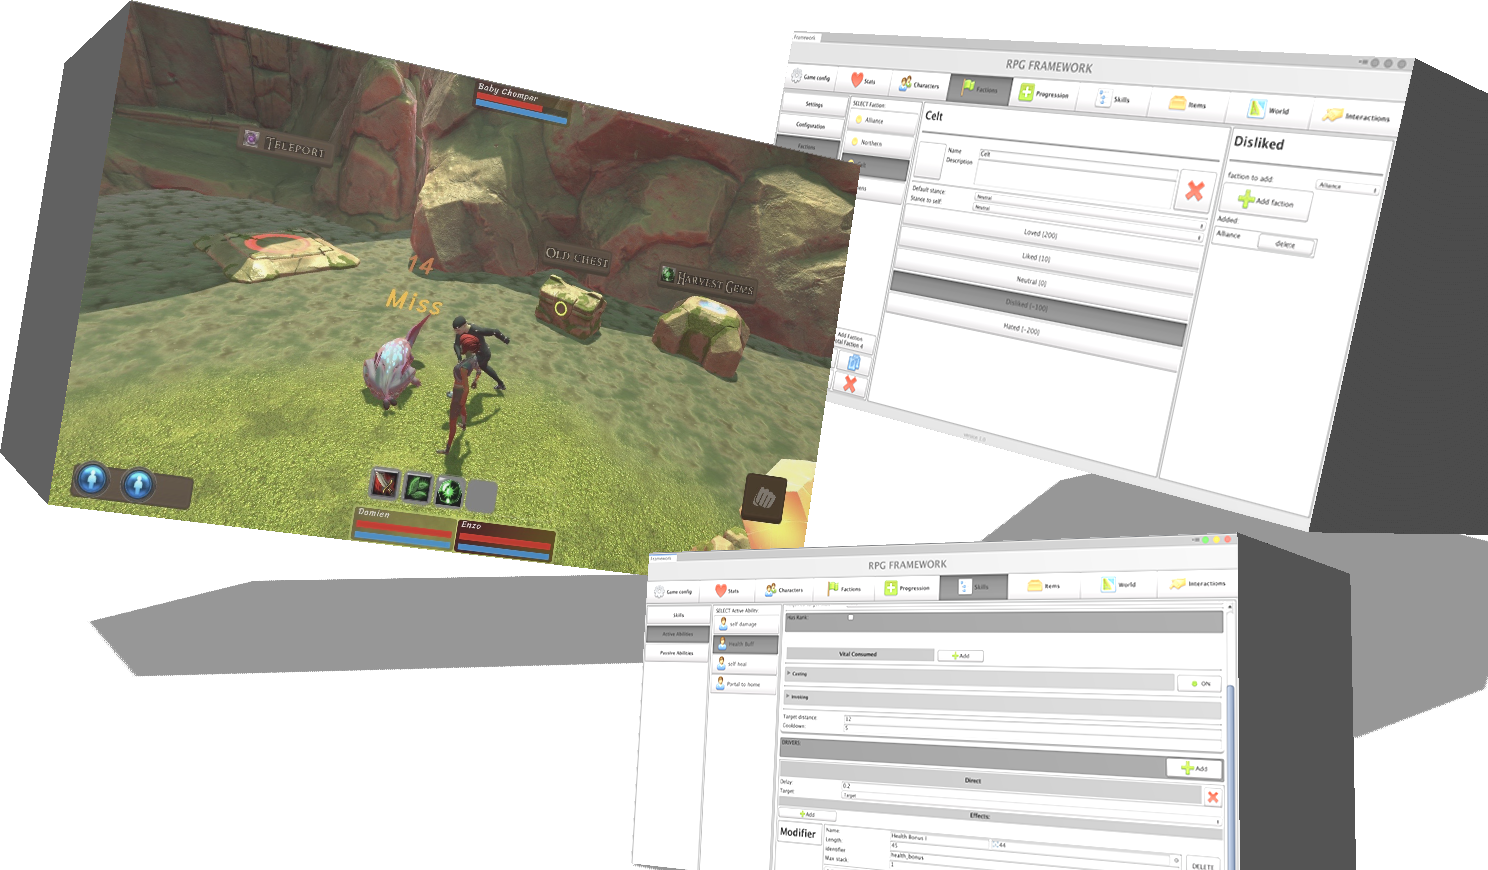 Baby Chomper
TELEPORT
14
Miss
OLD CHEST
HARVEST GEMS
Damien
Enzo
Framework
RPG FRAMEWORK
Game config
Stats
Characters
Factions
Progression
Skills
Items
World
Interactions
Settings
Configuration
Factions
SELECT Faction:
Alliance
Northern
Celt
Name
Celt
Description
Default stance:
Neutral
Stance to self:
Neutral
Loved (200)
Liked (10)
Neutral (0)
Disliked (-100)
Hated (-200)
Disliked
faction to add
Alliance
Add faction
Added:
Alliance
delete
Add Faction
Framework
RPG FRAMEWORK
Game config
Stats
Characters
Factions
Progression
Skills
Items
World
Interactions
Skills
Active Abilities
Passive Abilities
SELECT Active Ability:
self damage
Health Buff
self heal
Portal to home
Has Rank:
Vital Consumed
Add
Casting
ON
Invoking
Target distance
12
Cooldown:
5
DRIVERS:
Add
Direct
Delay
0.2
Target
Target
Effects:
Add
Modifier
Name:
Health Bonus I
Length:
45
Identifier
health_bonus
Max stack:
1
DELETE